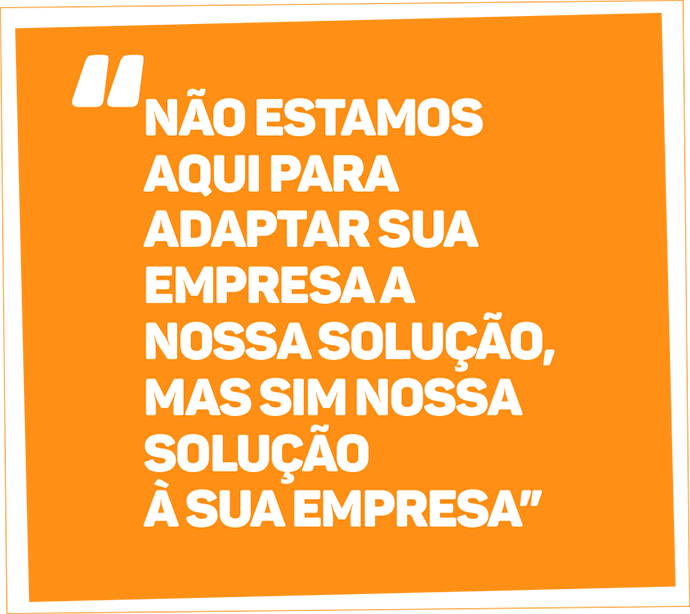 “NÃO ESTAMOS
AQUI PARA
ADAPTAR SUA
EMPRESA A
NOSSA SOLUÇÃO,
MAS SIM NOSSA
SOLUÇÃO
À SUA EMPRESA”